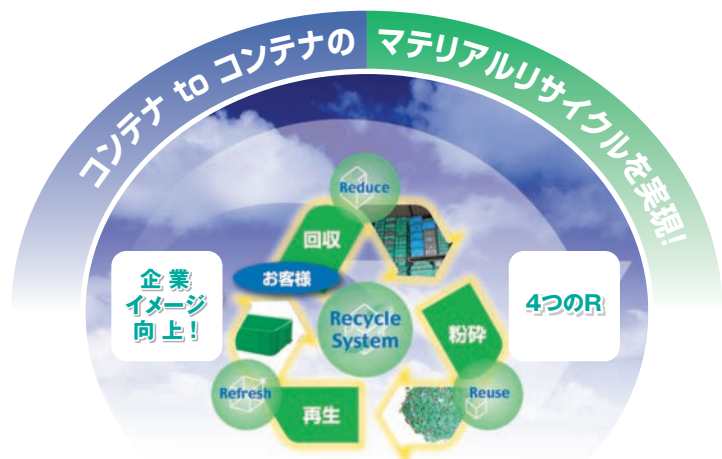 コンテナ to コンテナの マテリアルリサイクルを実現!
Reduce
回収
お客様
企業
イメージ
向上!
4つのR
Recycle
System
粉砕
Refresh
Reuse
再生